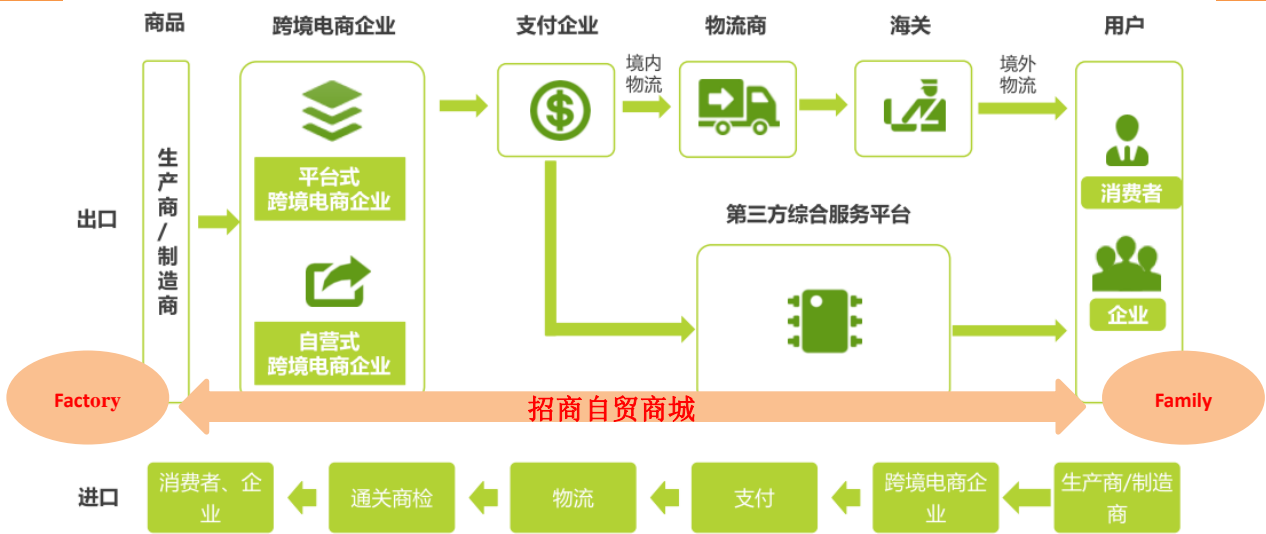 商品
跨境电商企业
支付企业
物流商
海关
用户
境内
物流
境外
物流
出口
生
产
商
/
制
造
商
平台式
跨境电商企业
自营式
跨境电商企业
$
第三方综合服务平台
消费者
企业
Factory
招商自贸商城
Family
进口
消费者、企
业
通关商检
物流
支付
跨境电商企
业
生产商/制造
商